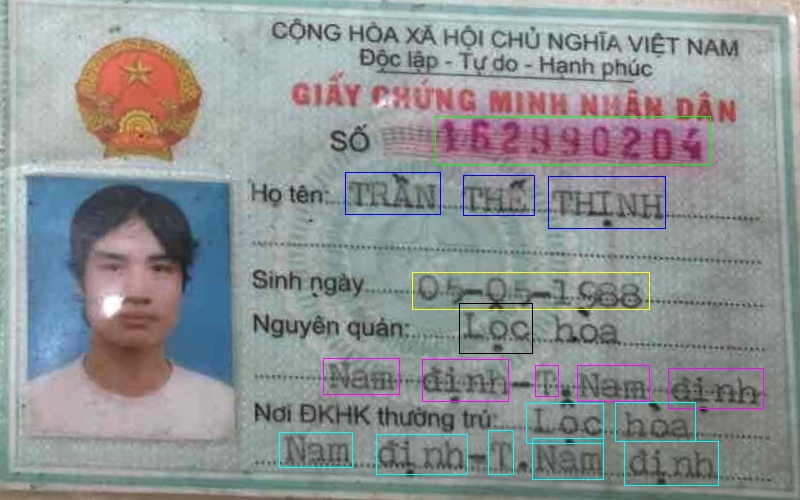 CỘNG HÒA XÃ HỘI CHỦ NGHĨA VIỆT NAM
Độc lập - Tự do - Hạnh phúc
GIẤY CHỨNG MINH NHÂN DÂN
SỐ 162990204
Họ tên: TRẦN THẾ THỊNH
Sinh ngày 05-05-1988
Nguyên quán: Lộc hòa
Nam định-T.Nam định
Nơi ĐKHK thường trú: Lộc hòa
Nam định-T.Nam định